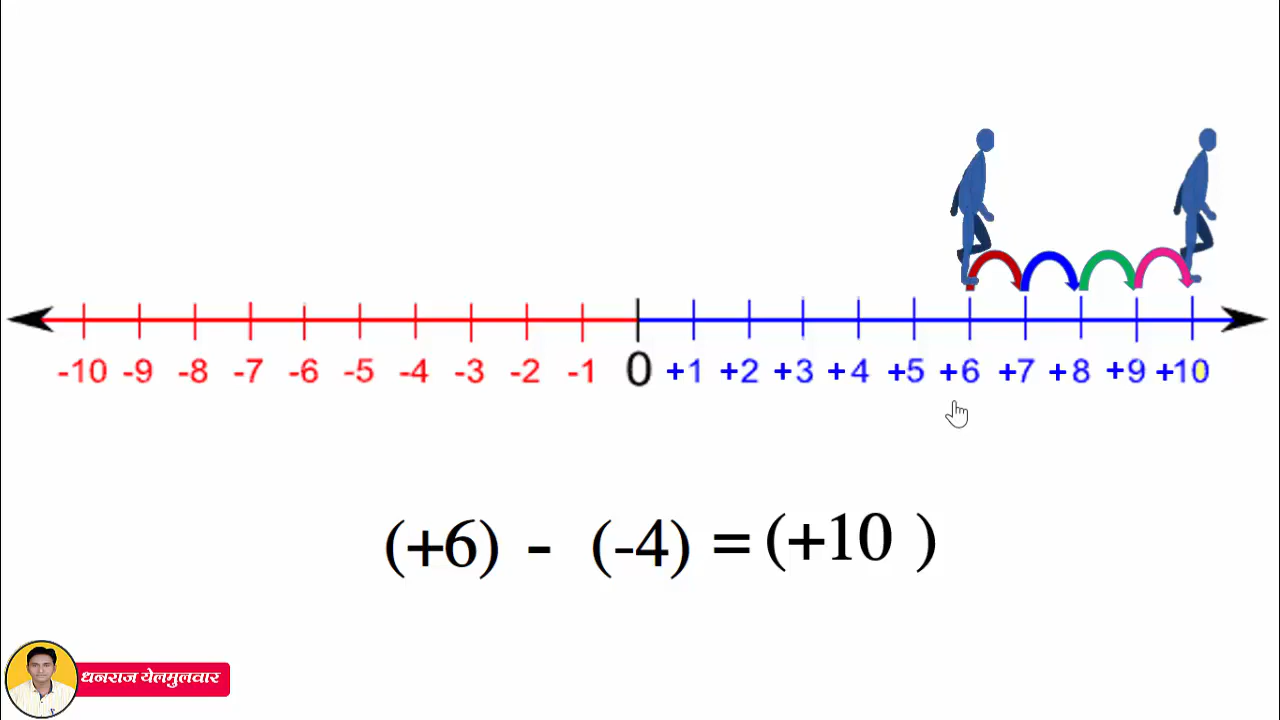 -10 -9 -8 -7 -6 -5 -4 -3 -2 -1 0 +1 +2 +3 +4 +5 +6 +7 +8 +9 +10
(+6) - (-4) = (+10 )
धनराज येलमुलवार